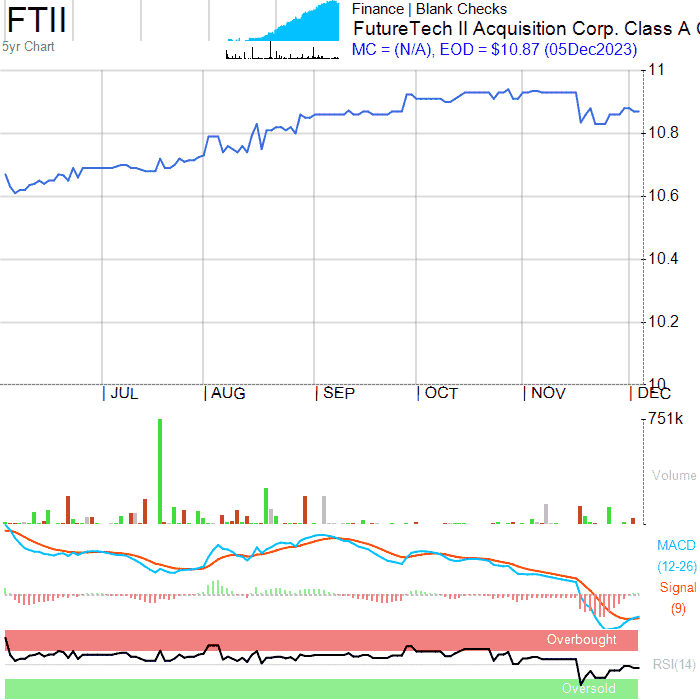 FTII
5yr Chart
Finance | Blank Checks
FutureTech II Acquisition Corp. Class A
MC = (N/A), EOD = $10.87 (05Dec2023)
11
10.8
10.6
10.4
10.2
10
JUL AUG SEP OCT NOV DEC
751k
Volume
MACD
(12-26)
Signal
(9)
Overbought
RSI(14)
Oversold